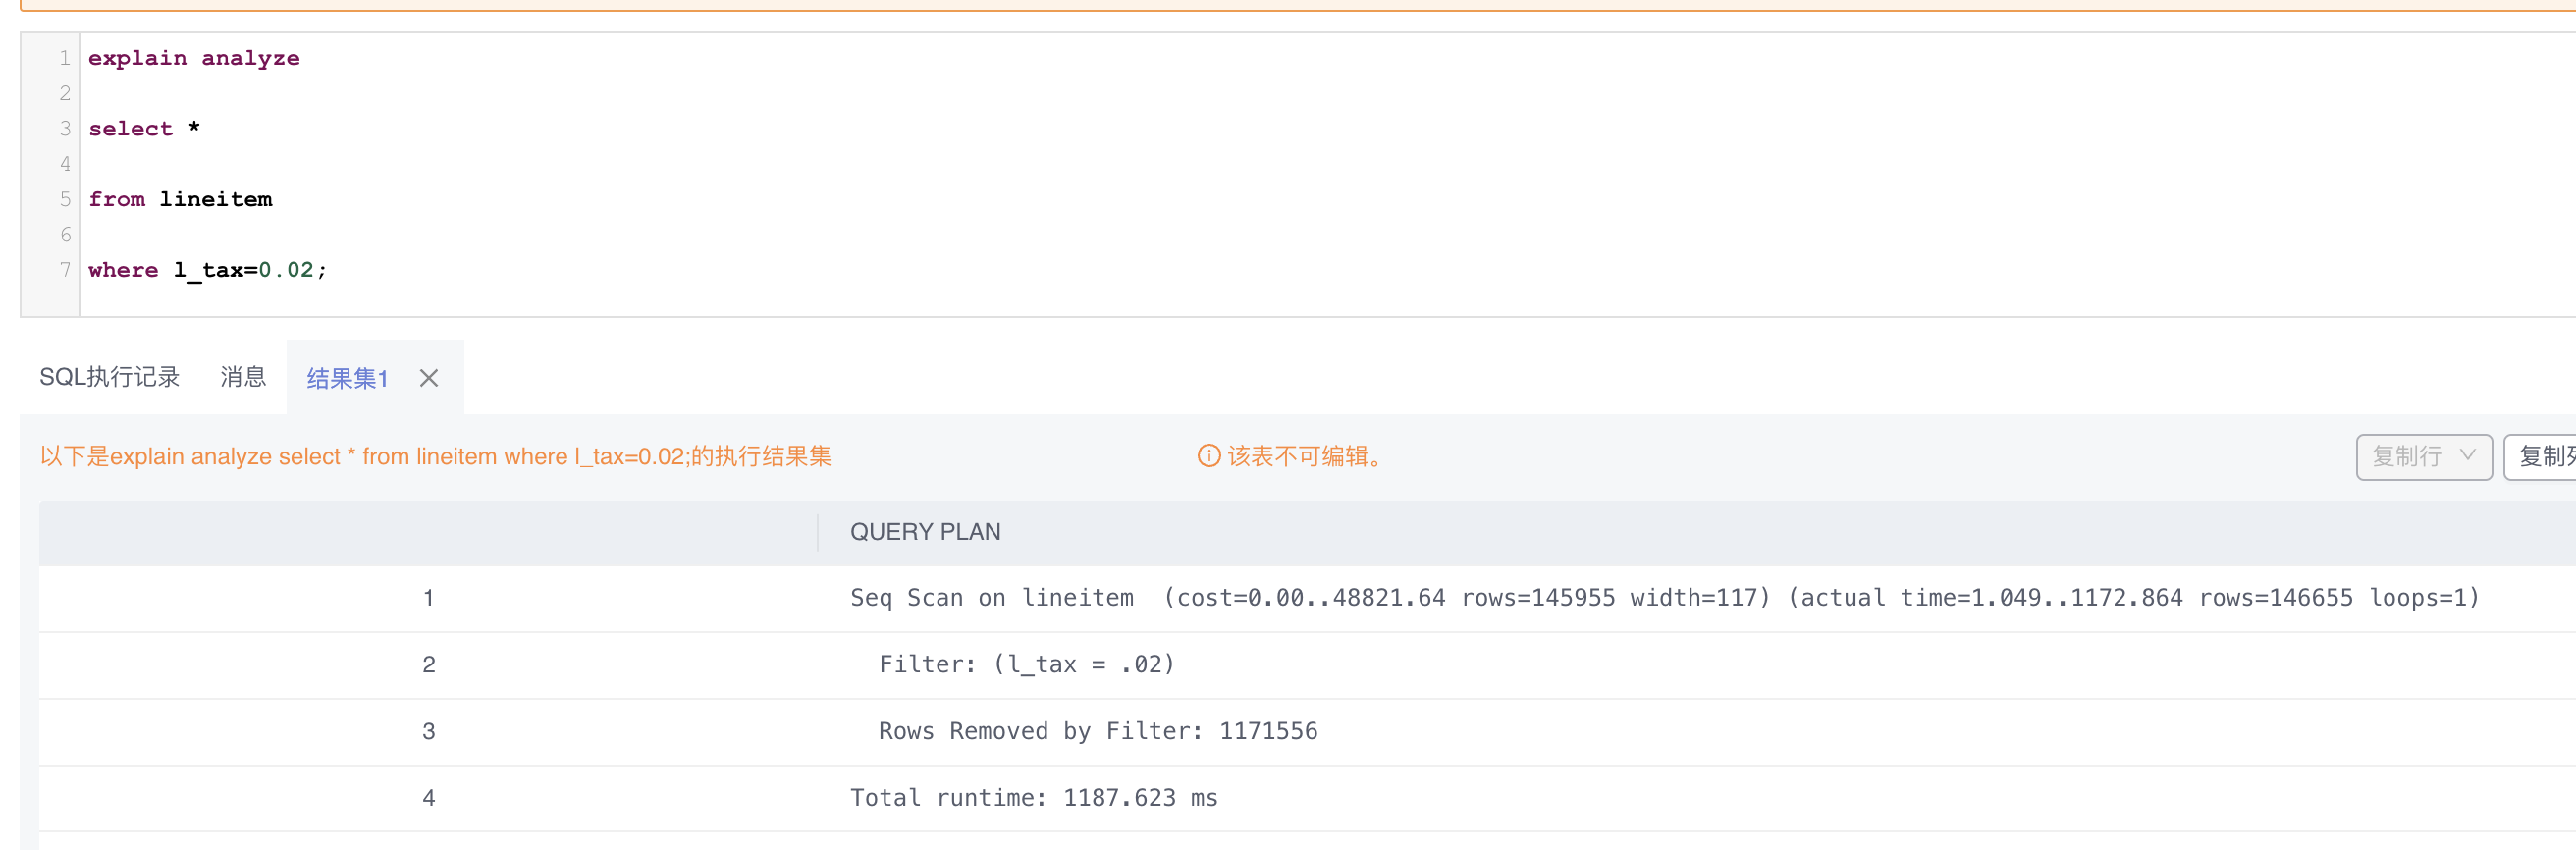 1 explain analyze
2
3 select *
4
5 from lineitem
6
7 where l_tax=0.02;
SQL执行记录 消息 结果集1
以下是explain analyze select * from lineitem where l_tax=0.02;的执行结果集 该表不可编辑。 复制行 复制列
QUERY PLAN
1 Seq Scan on lineitem  (cost=0.00..48821.64 rows=145955 width=117) (actual time=1.049..1172.864 rows=146655 loops=1)
2 Filter: (l_tax = .02)
3 Rows Removed by Filter: 1171556
4 Total runtime: 1187.623 ms